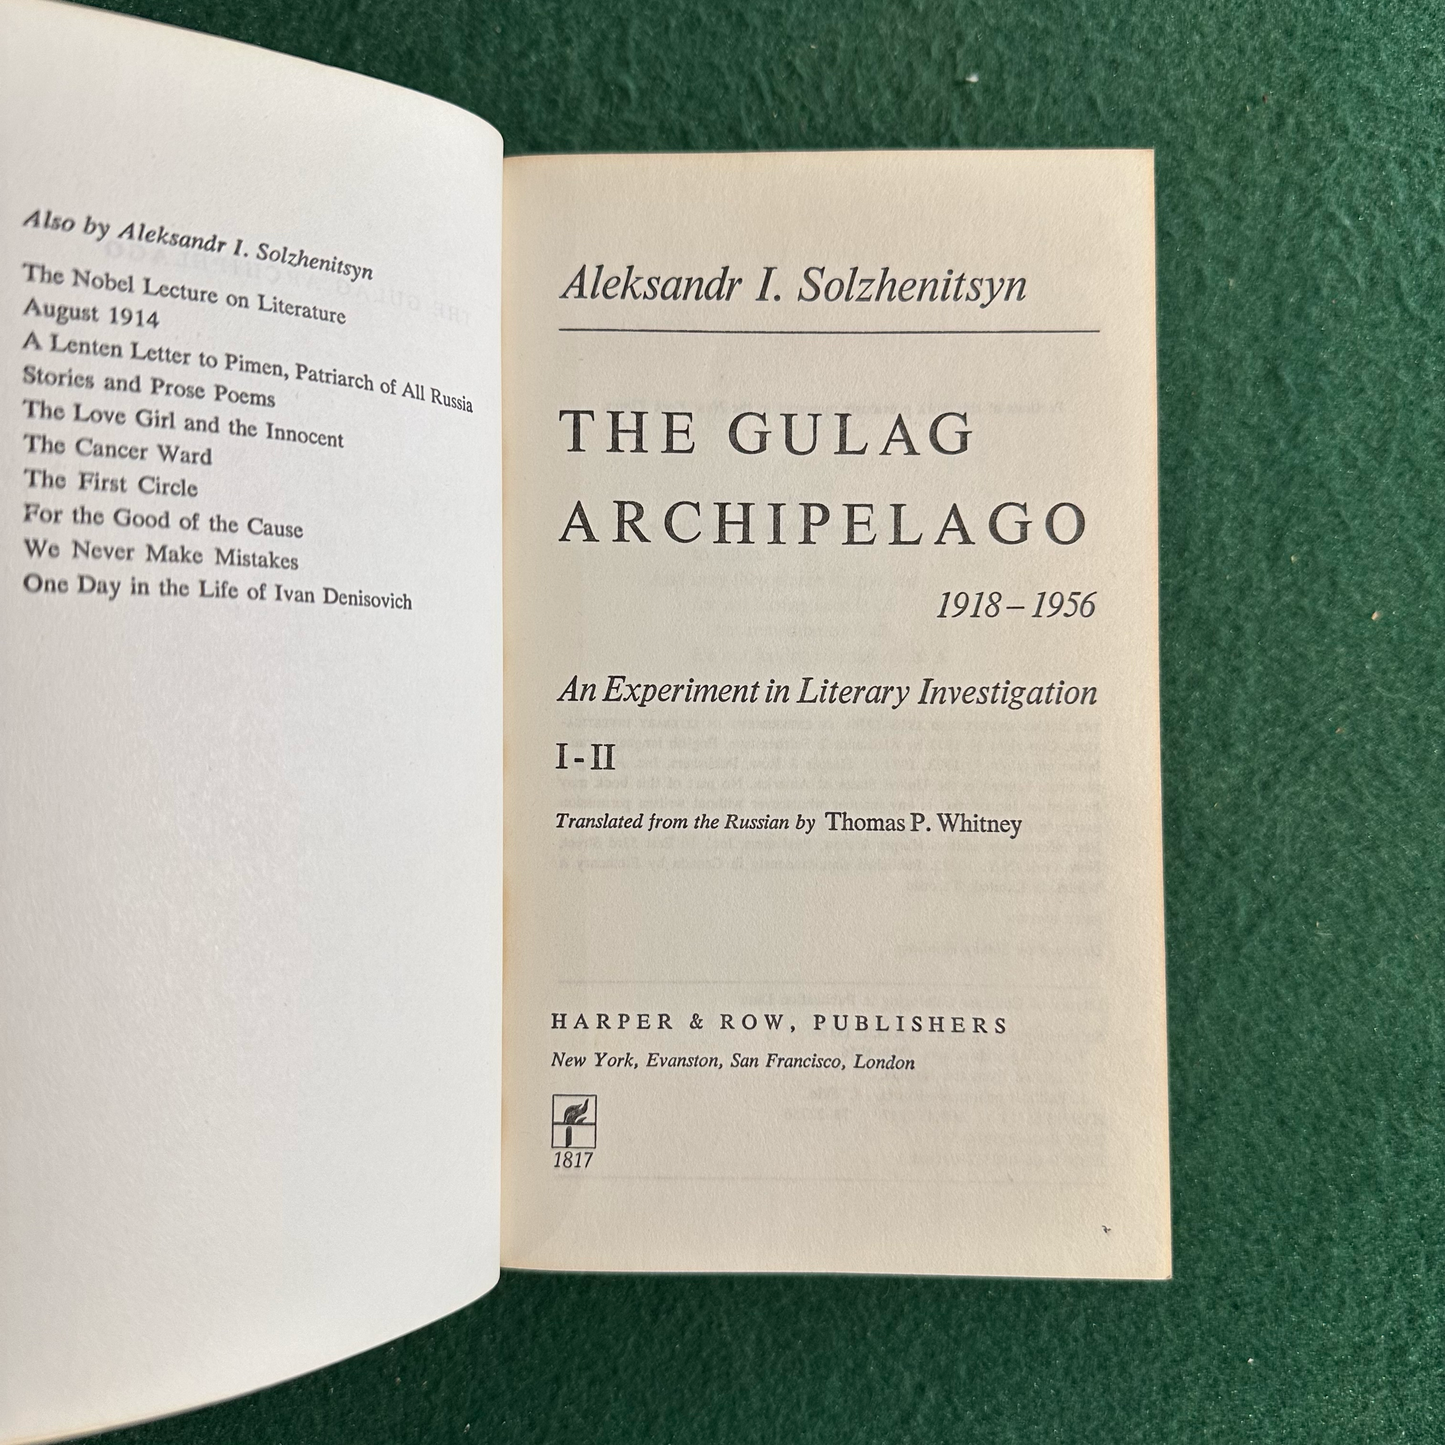 Also by Aleksandr I. Solzhenitsyn
The Nobel Lecture on Literature
August 1914
A Lenten Letter to Pimen, Patriarch of All Russia
Stories and Prose Poems
The Love Girl and the Innocent
The Cancer Ward
The First Circle
For the Good of the Cause
We Never Make Mistakes
One Day in the Life of Ivan Denisovich
Aleksandr I. Solzhenitsyn
THE GULAG
ARCHIPELAGO
1918–1956
An Experiment in Literary Investigation
I-II
Translated from the Russian by Thomas P. Whitney
HARPER & ROW, PUBLISHERS
New York, Evanston, San Francisco, London
1817